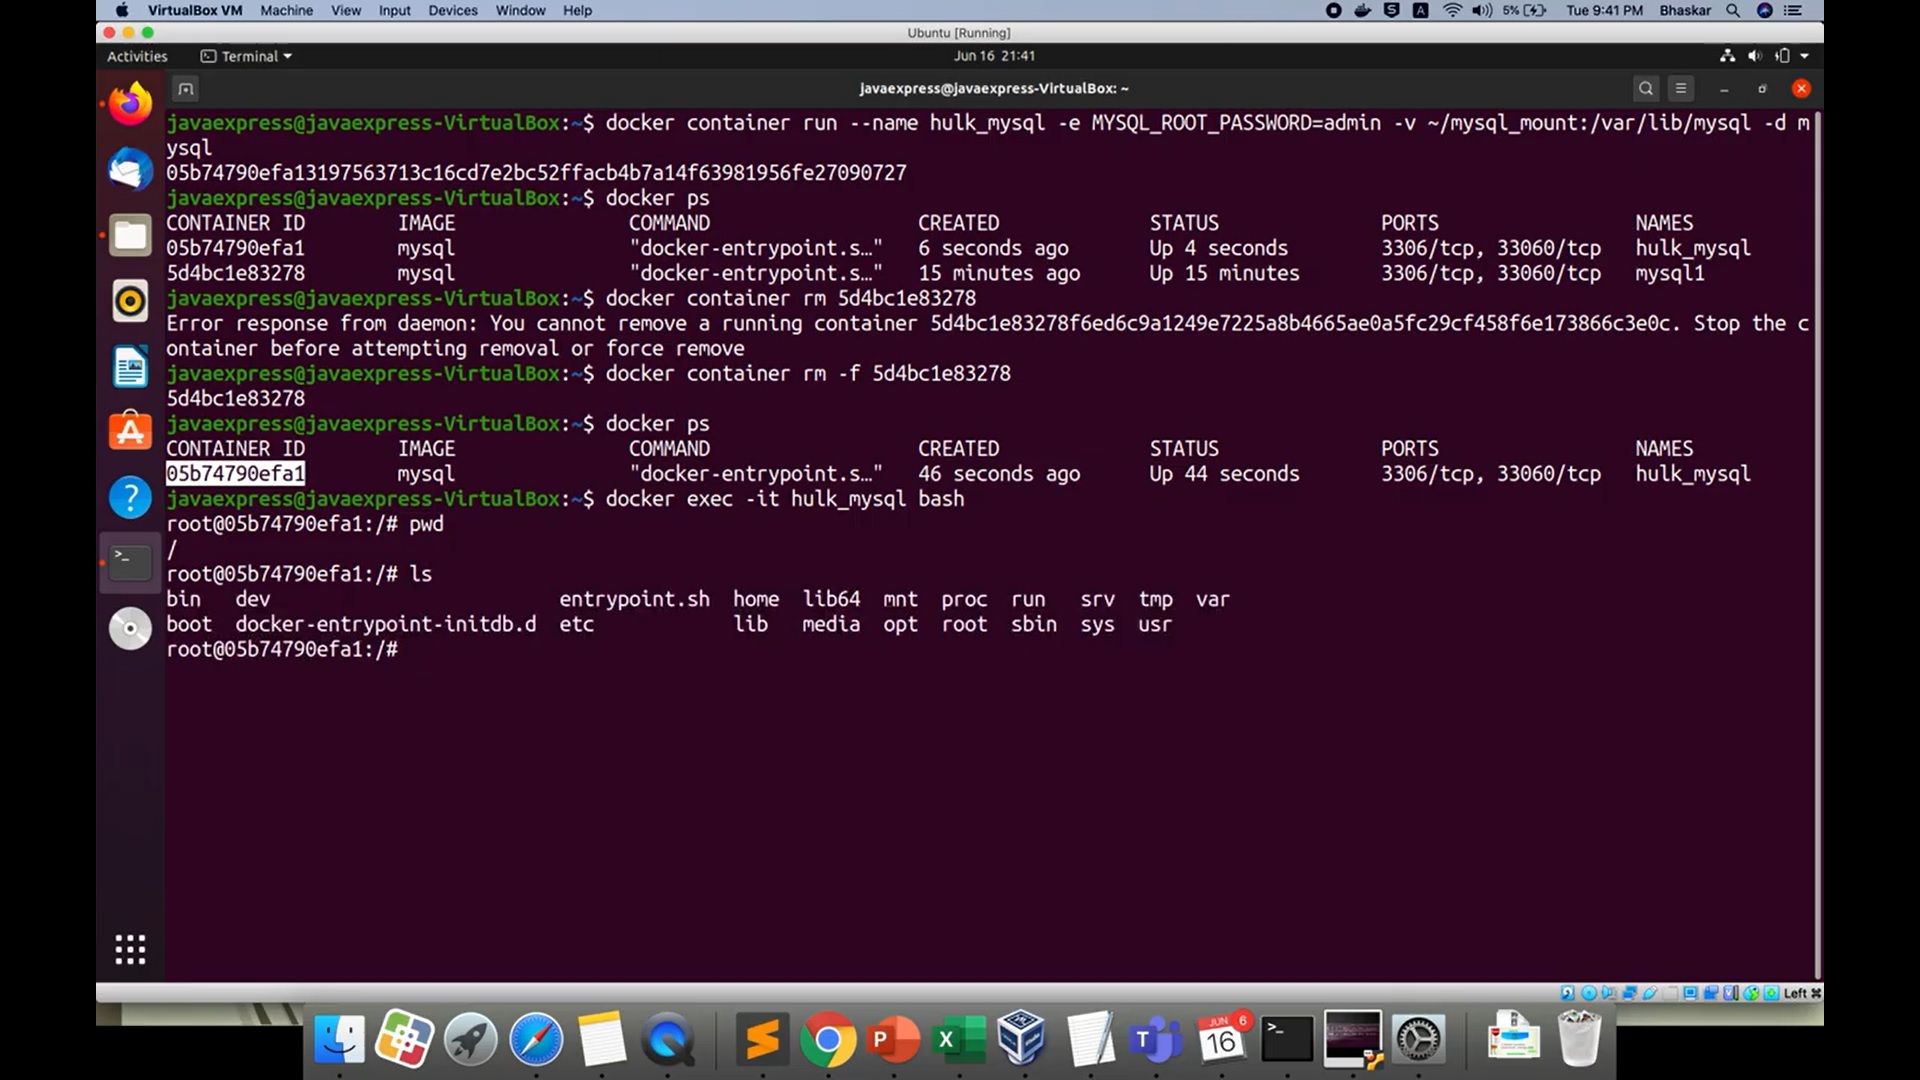 VirtualBox VM Machine View Input Devices Window Help 5% Tue 9:41 PM Bhaskar
Ubuntu [Running]
Activities Terminal Jun 16 21:41
javaexpress@javaexpress-VirtualBox: ~
javaexpress@javaexpress-VirtualBox:~$ docker container run --name hulk_mysql -e MYSQL_ROOT_PASSWORD=admin -v ~/mysql_mount:/var/lib/mysql -d m
ysql
05b74790efa13197563713c16cd7e2bc52ffacb4b7a14f63981956fe27090727
javaexpress@javaexpress-VirtualBox:~$ docker ps
CONTAINER ID IMAGE COMMAND CREATED STATUS PORTS NAMES
05b74790efa1 mysql "docker-entrypoint.s…" 6 seconds ago Up 4 seconds 3306/tcp, 33060/tcp hulk_mysql
5d4bc1e83278 mysql "docker-entrypoint.s…" 15 minutes ago Up 15 minutes 3306/tcp, 33060/tcp mysql1
javaexpress@javaexpress-VirtualBox:~$ docker container rm 5d4bc1e83278
Error response from daemon: You cannot remove a running container 5d4bc1e83278f6ed6c9a1249e7225a8b4665ae0a5fc29cf458f6e173866c3e0c. Stop the c
ontainer before attempting removal or force remove
javaexpress@javaexpress-VirtualBox:~$ docker container rm -f 5d4bc1e83278
5d4bc1e83278
javaexpress@javaexpress-VirtualBox:~$ docker ps
CONTAINER ID IMAGE COMMAND CREATED STATUS PORTS NAMES
05b74790efa1 mysql "docker-entrypoint.s…" 46 seconds ago Up 44 seconds 3306/tcp, 33060/tcp hulk_mysql
javaexpress@javaexpress-VirtualBox:~$ docker exec -it hulk_mysql bash
root@05b74790efa1:/# pwd
/
root@05b74790efa1:/# ls
bin dev entrypoint.sh home lib64 mnt proc run srv tmp var
boot docker-entrypoint-initdb.d etc lib media opt root sbin sys usr
root@05b74790efa1:/#
Left ⌘
JUN 6
16